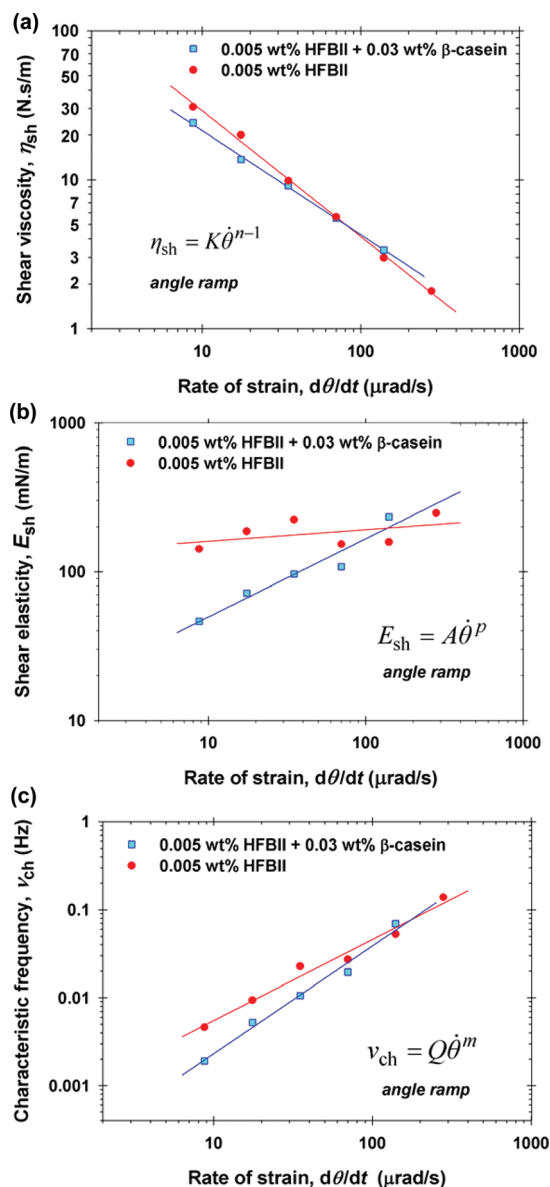 (a)
100
70
50
30
20
10
7
5
3
2
1
Shear viscosity, ηsh (N.s/m)
0.005 wt% HFBII + 0.03 wt% β-casein
0.005 wt% HFBII
ηsh = Kθ̇ⁿ⁻¹
angle ramp
10 100 1000
Rate of strain, dθ/dt (μrad/s)
(b)
1000
100
10
Shear elasticity, Esh (mN/m)
0.005 wt% HFBII + 0.03 wt% β-casein
0.005 wt% HFBII
Esh = Aθ̇ᵖ
angle ramp
10 100 1000
Rate of strain, dθ/dt (μrad/s)
(c)
1
0.1
0.01
0.001
Characteristic frequency, νch (Hz)
0.005 wt% HFBII + 0.03 wt% β-casein
0.005 wt% HFBII
νch = Qθ̇ᵐ
angle ramp
10 100 1000
Rate of strain, dθ/dt (μrad/s)